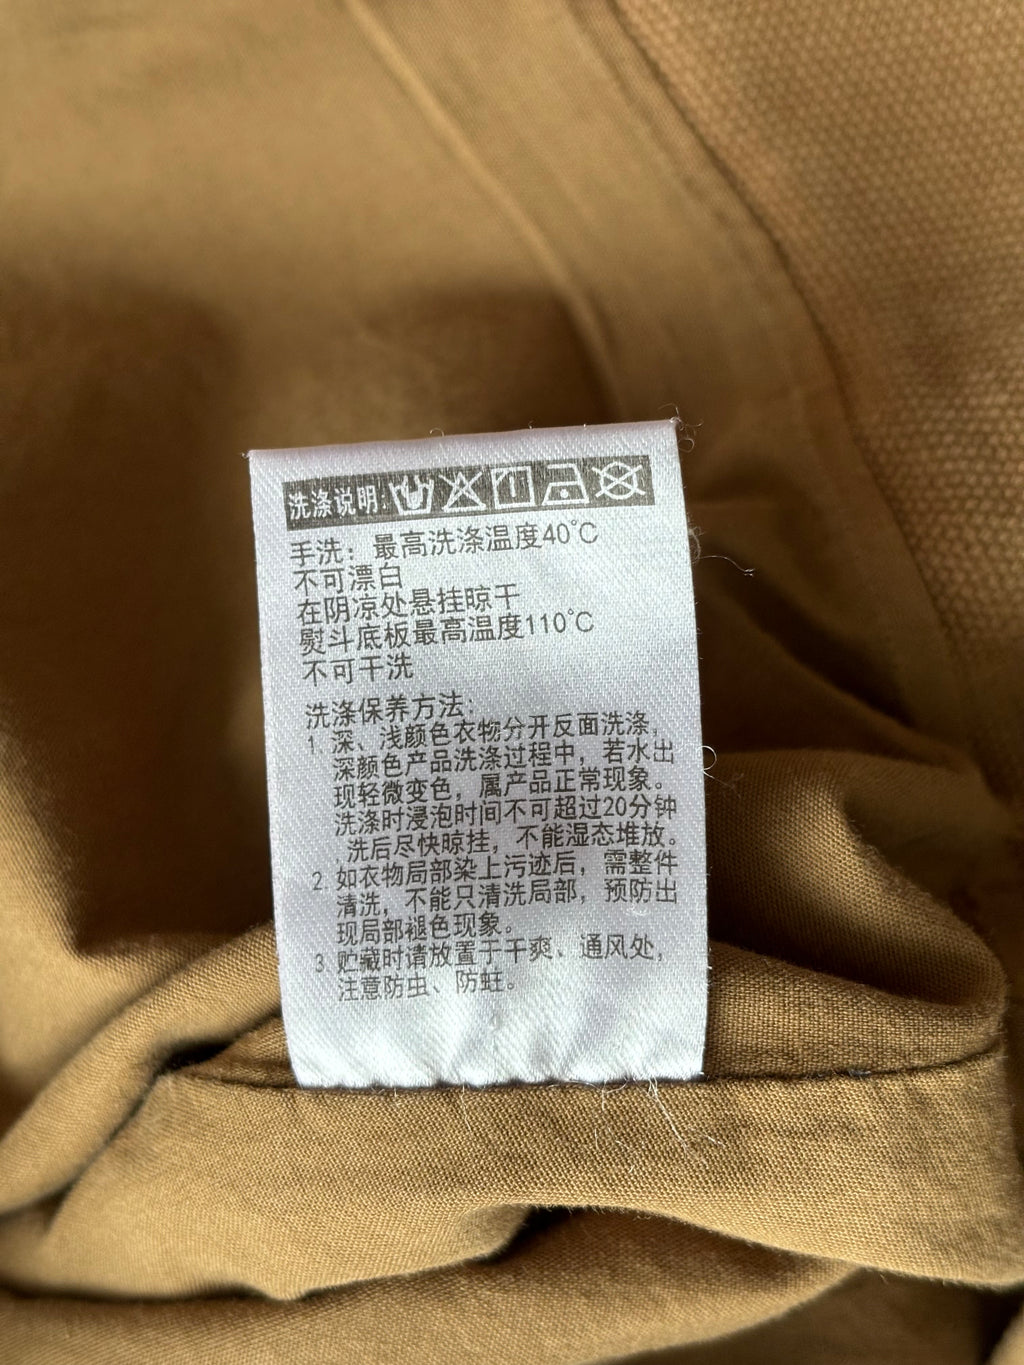 洗涤说明:
手洗：最高洗涤温度40℃
不可漂白
在阴凉处悬挂晾干
熨斗底板最高温度110℃
不可干洗
洗涤保养方法:
1. 深、浅颜色衣物分开反面洗涤,
深颜色产品洗涤过程中，若水出
现轻微变色，属产品正常现象。
洗涤时浸泡时间不可超过20分钟
洗后尽快晾挂，不能湿态堆放。
2. 如衣物局部染上污迹后，需整件
清洗，不能只清洗局部，预防出
现局部褪色现象。
3. 贮藏时请放置于干爽、通风处,
注意防虫、防蛀。